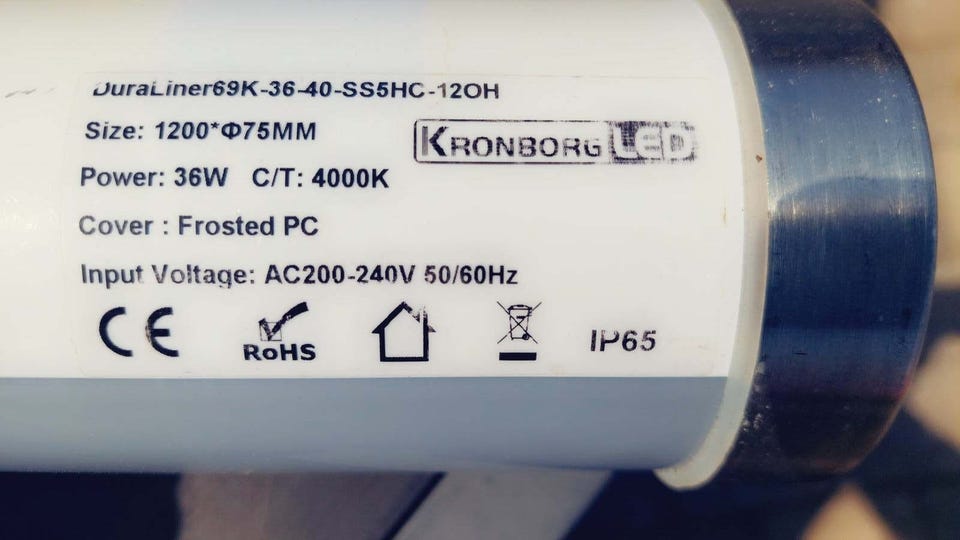 DuraLiner69K-36-40-SS5HC-12OH
Size: 1200*Φ75MM
KRONBORG LED
Power: 36W C/T: 4000K
Cover : Frosted PC
Input Voltage: AC200-240V 50/60Hz
CE RoHS IP65